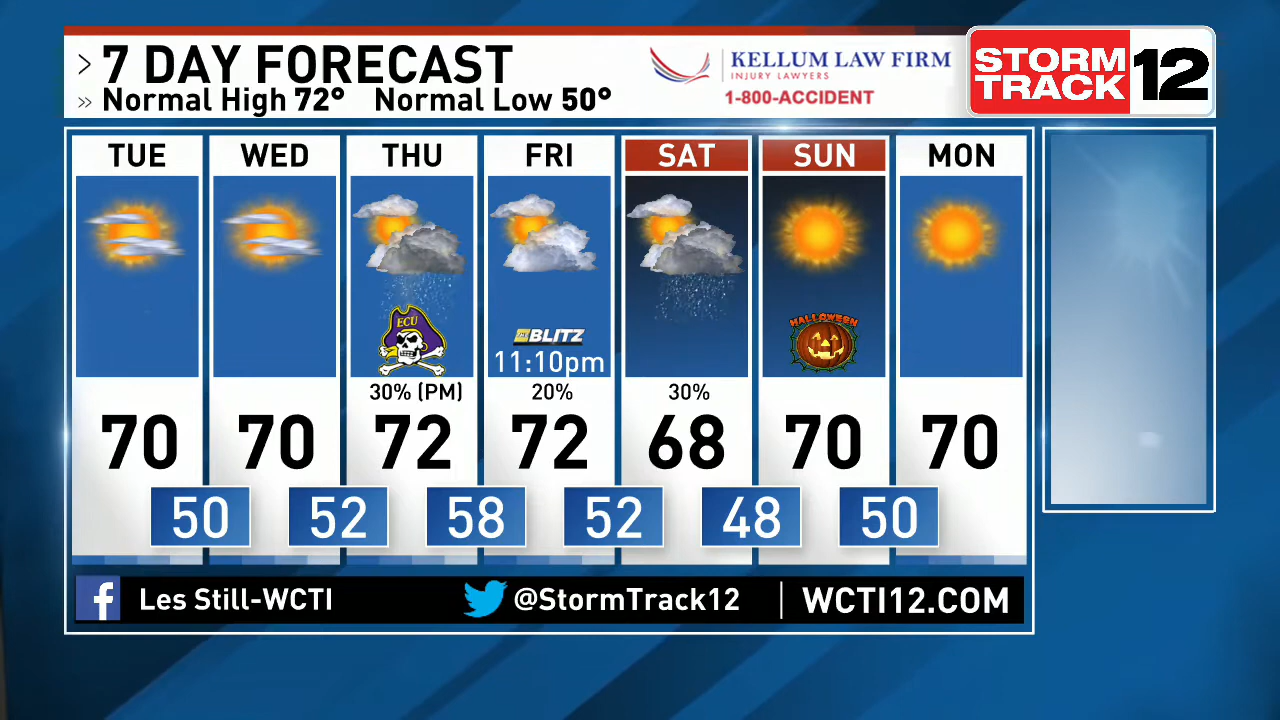 > 7 DAY FORECAST
» Normal High 72° Normal Low 50°
KELLUM LAW FIRM
INJURY LAWYERS
1-800-ACCIDENT
STORM
TRACK
12
TUE WED THU FRI SAT SUN MON
ECU
HALLOWEEN
BLITZ
11:10pm
30% (PM) 20% 30%
70 70 72 72 68 70 70
50 52 58 52 48 50
f Les Still-WCTI @StormTrack12 | WCTI12.COM